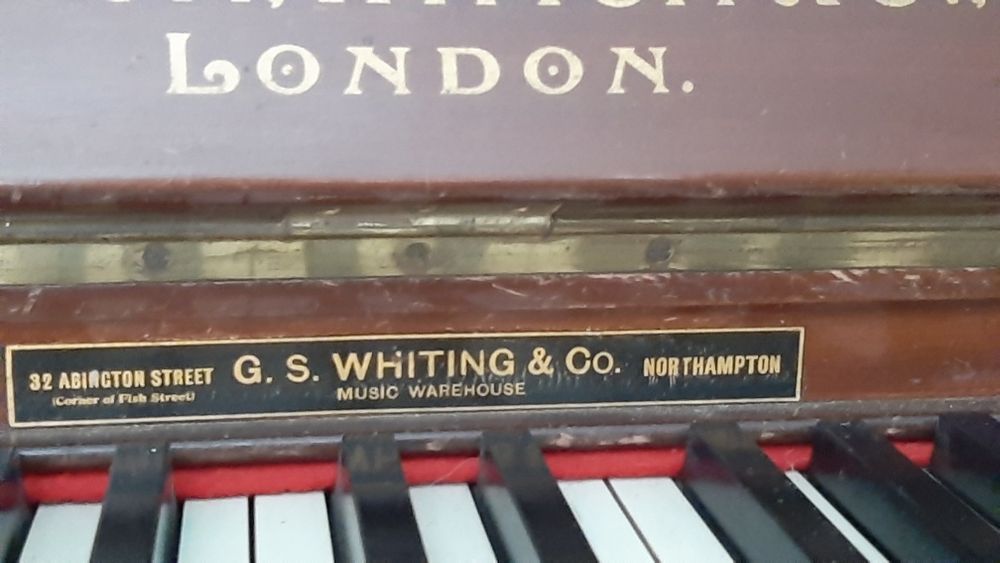 LONDON.
32 ABINGTON STREET G. S. WHITING & CO. NORTHAMPTON
(Corner of Fish Street) MUSIC WAREHOUSE